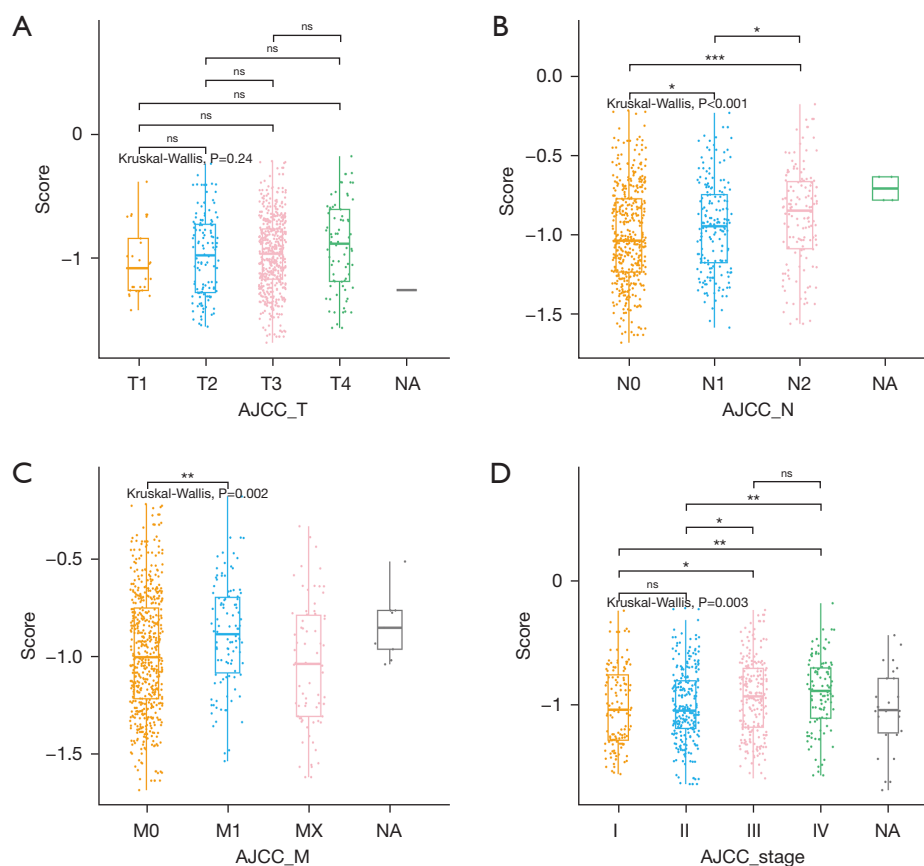 A
ns
ns
ns
ns
ns
ns
Kruskal-Wallis, P=0.24
0
−1
Score
T1 T2 T3 T4 NA
AJCC_T
B
*
***
*
Kruskal-Wallis, P<0.001
0.0
−0.5
−1.0
−1.5
Score
N0 N1 N2 NA
AJCC_N
C
**
Kruskal-Wallis, P=0.002
−0.5
−1.0
−1.5
Score
M0 M1 MX NA
AJCC_M
D
ns
**
*
**
*
ns
Kruskal-Wallis, P=0.003
0
−1
Score
I II III IV NA
AJCC_stage